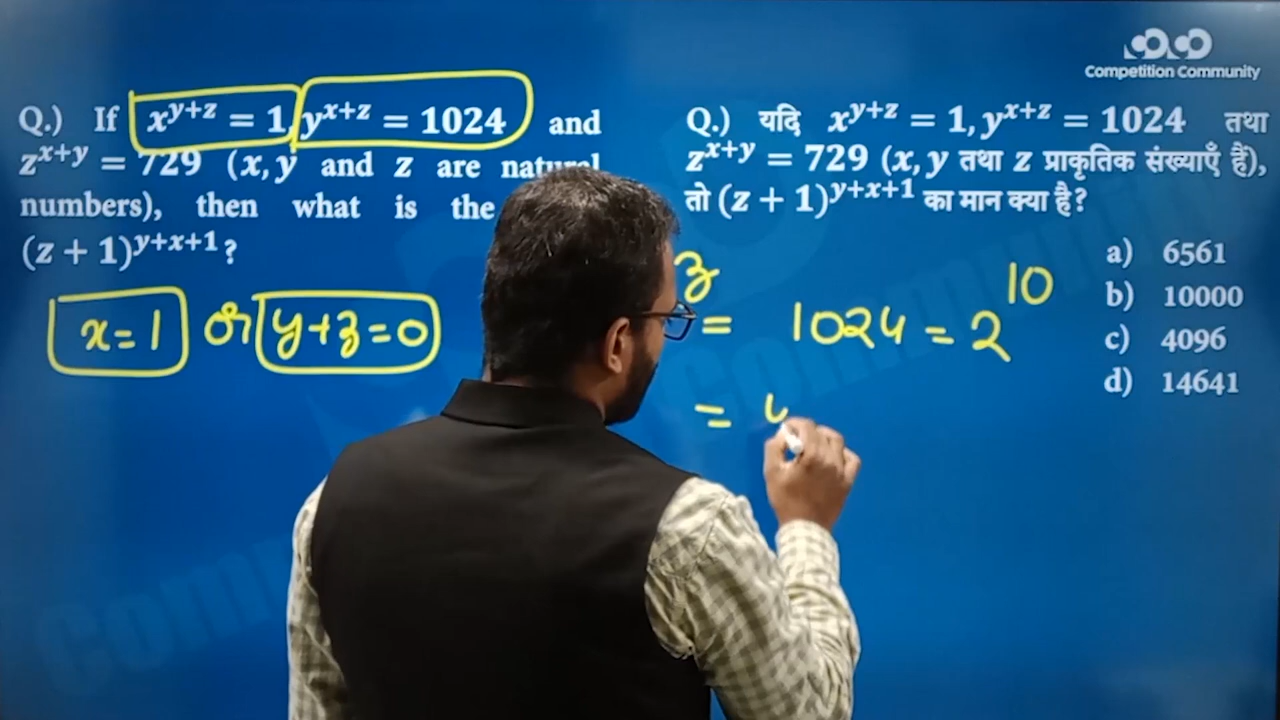 Competition Community
Q.) If x^{y+z} = 1, y^{x+z} = 1024 and
z^{x+y} = 729 (x, y and z are natural
numbers), then what is the
(z + 1)^{y+x+1}?
Q.) यदि x^{y+z} = 1, y^{x+z} = 1024 तथा
z^{x+y} = 729 (x, y तथा z प्राकृतिक संख्याएँ हैं),
तो (z + 1)^{y+x+1} का मान क्या है?
a) 6561
b) 10000
c) 4096
d) 14641
x=1 or y+z=0
z = 1024 = 2^{10}
=